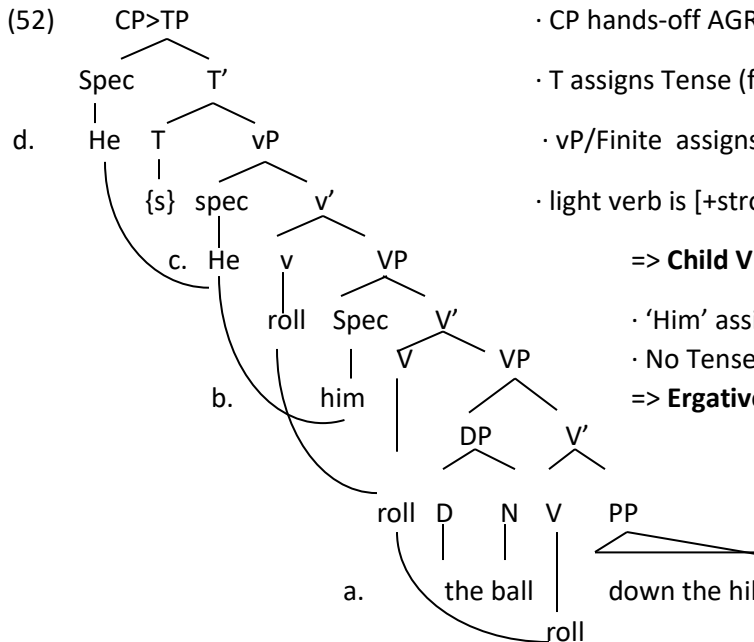 (52) CP>TP · CP hands-off AGR
Spec T’ · T assigns Tense (f
d. He T vP · vP/Finite assigns
{s} spec v’ · light verb is [+stro
c. He v VP => Child V
roll Spec V’ · ‘Him’ assi
V VP · No Tense
b. him => Ergative
DP V’
roll D N V PP
a. the ball down the hil
roll